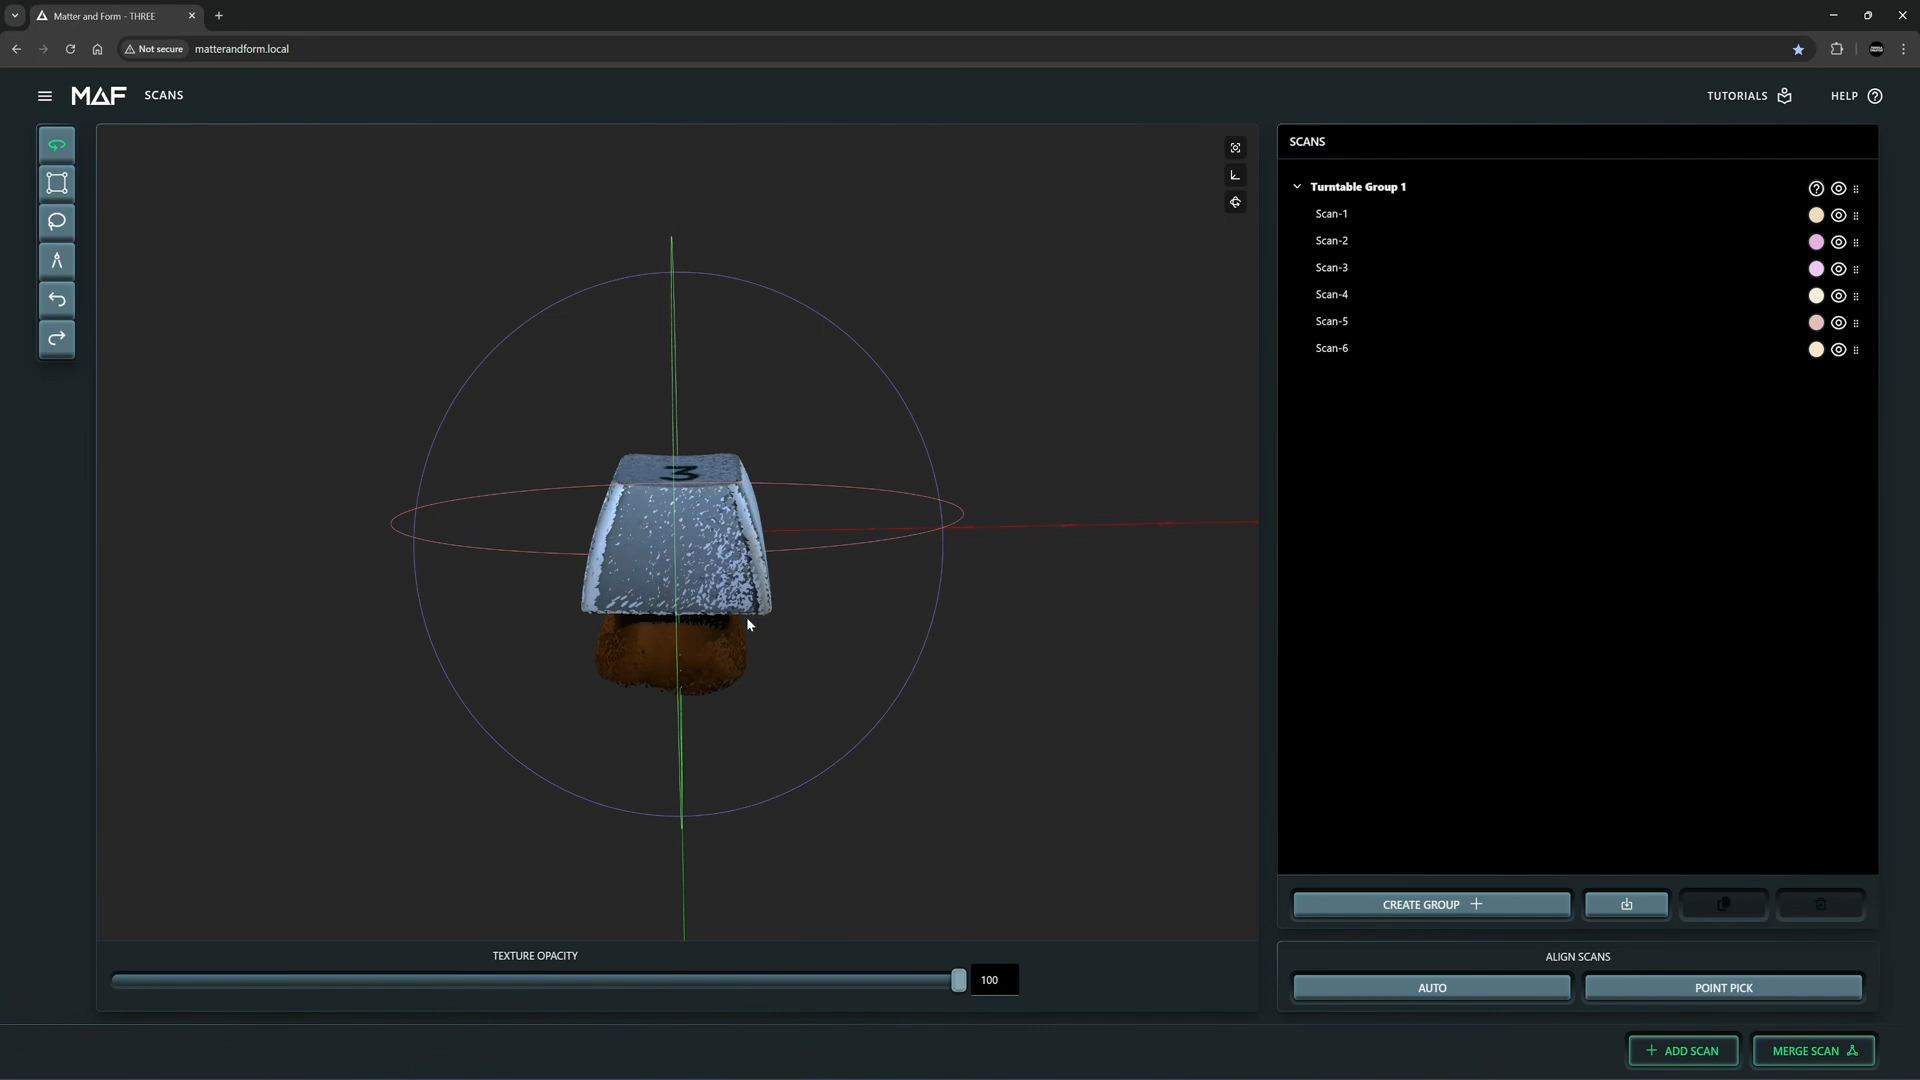 Matter and Form - THREE
Not secure
matterandform.local
MAF
SCANS
TUTORIALS
HELP
SCANS
Turntable Group 1
Scan-1
Scan-2
Scan-3
Scan-4
Scan-5
Scan-6
3
CREATE GROUP
TEXTURE OPACITY
100
ALIGN SCANS
AUTO
POINT PICK
ADD SCAN
MERGE SCAN